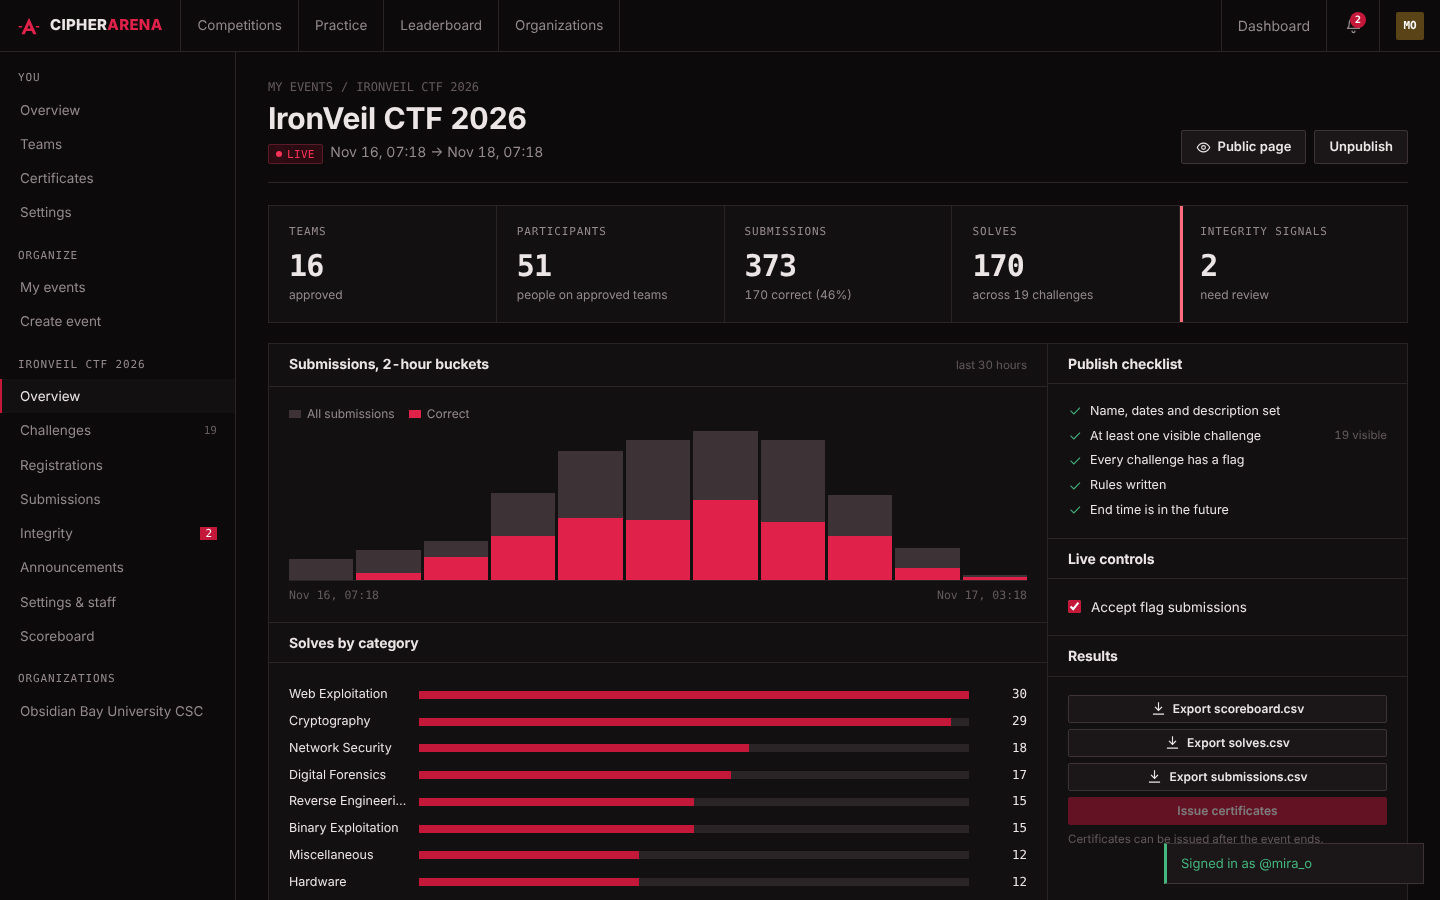 CIPHERARENA
Competitions
Practice
Leaderboard
Organizations
Dashboard
2
MO
YOU
Overview
Teams
Certificates
Settings
ORGANIZE
My events
Create event
IRONVEIL CTF 2026
Overview
Challenges 19
Registrations
Submissions
Integrity 2
Announcements
Settings & staff
Scoreboard
ORGANIZATIONS
Obsidian Bay University CSC
MY EVENTS / IRONVEIL CTF 2026
IronVeil CTF 2026
LIVE Nov 16, 07:18 → Nov 18, 07:18
Public page
Unpublish
TEAMS
16
approved
PARTICIPANTS
51
people on approved teams
SUBMISSIONS
373
170 correct (46%)
SOLVES
170
across 19 challenges
INTEGRITY SIGNALS
2
need review
Submissions, 2-hour buckets
last 30 hours
All submissions
Correct
Nov 16, 07:18
Nov 17, 03:18
Solves by category
Web Exploitation 30
Cryptography 29
Network Security 18
Digital Forensics 17
Reverse Engineeri... 15
Binary Exploitation 15
Miscellaneous 12
Hardware 12
Publish checklist
Name, dates and description set
At least one visible challenge 19 visible
Every challenge has a flag
Rules written
End time is in the future
Live controls
Accept flag submissions
Results
Export scoreboard.csv
Export solves.csv
Export submissions.csv
Issue certificates
Certificates can be issued after the event ends.
Signed in as @mira_o